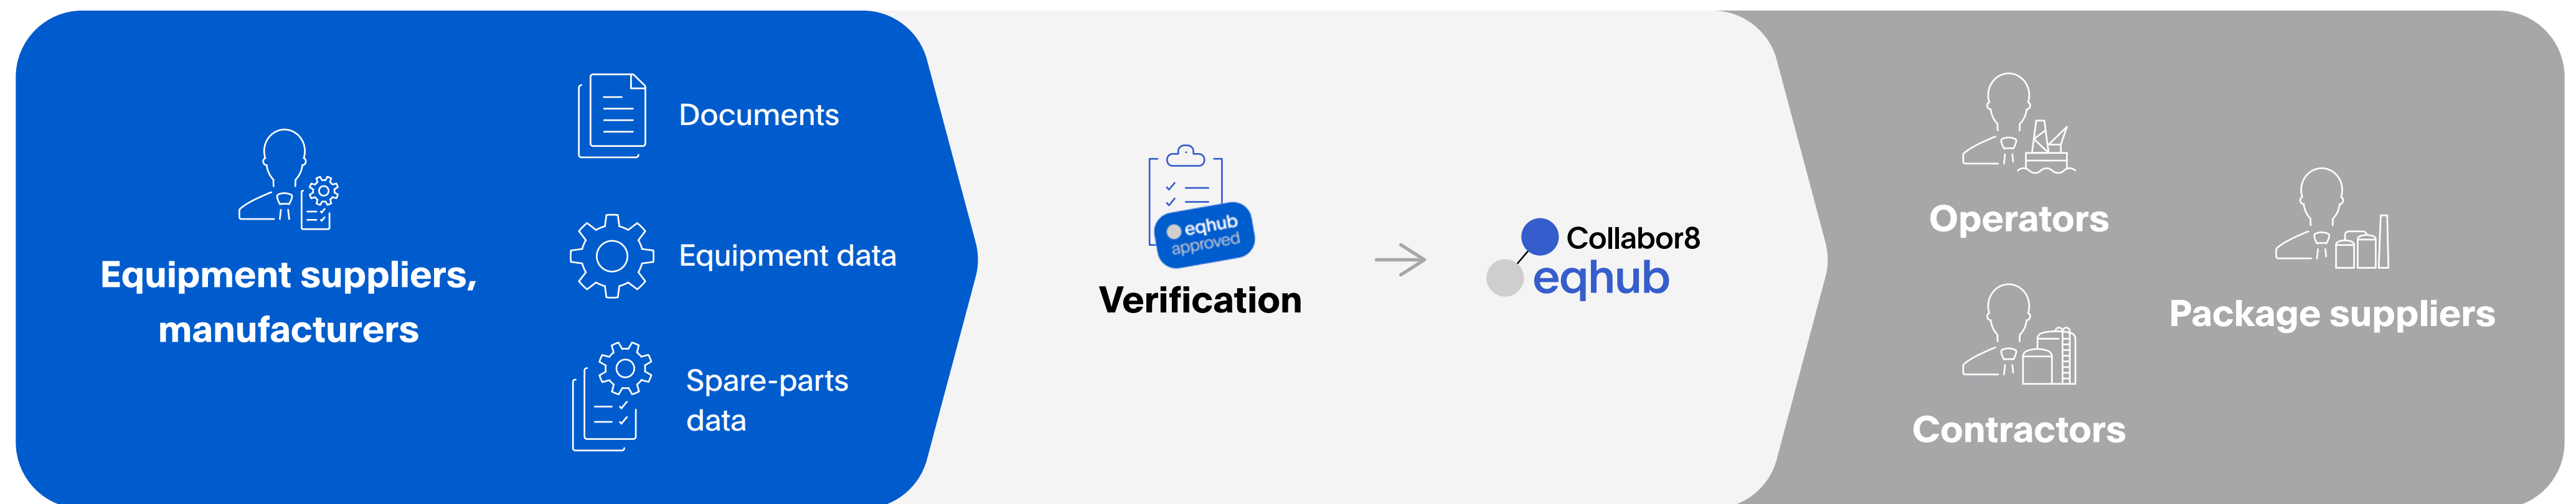 Equipment suppliers,
manufacturers
Documents
Equipment data
Spare-parts
data
eqhub
approved
Verification
Collabor8
eqhub
Operators
Contractors
Package suppliers